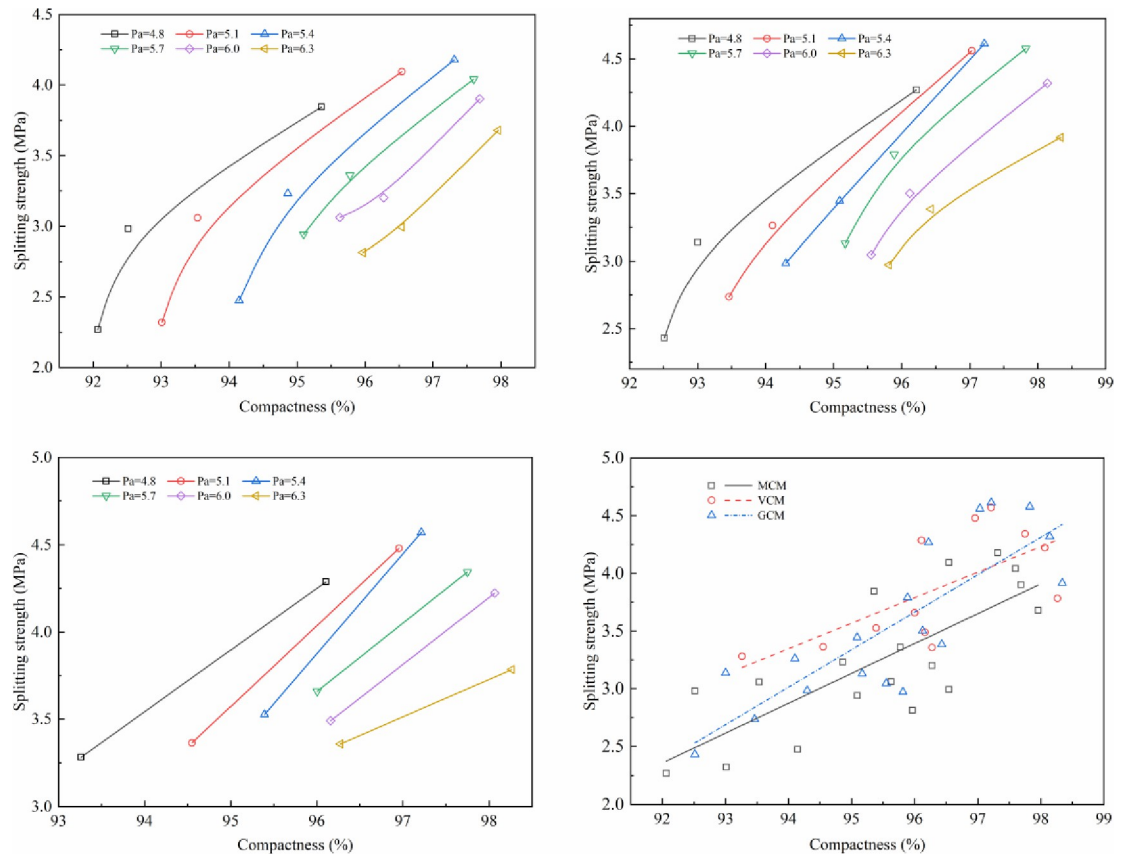 4.5
4.0
3.5
3.0
2.5
2.0
Splitting strength (MPa)
Pa=4.8 Pa=5.1 Pa=5.4
Pa=5.7 Pa=6.0 Pa=6.3
92 93 94 95 96 97 98
Compactness (%)
4.5
4.0
3.5
3.0
2.5
Splitting strength (MPa)
Pa=4.8 Pa=5.1 Pa=5.4
Pa=5.7 Pa=6.0 Pa=6.3
92 93 94 95 96 97 98 99
Compactness (%)
5.0
4.5
4.0
3.5
3.0
Splitting strength (MPa)
Pa=4.8 Pa=5.1 Pa=5.4
Pa=5.7 Pa=6.0 Pa=6.3
93 94 95 96 97 98
Compactness (%)
5.0
4.5
4.0
3.5
3.0
2.5
2.0
Splitting strength (MPa)
MCM
VCM
GCM
92 93 94 95 96 97 98 99
Compactness (%)